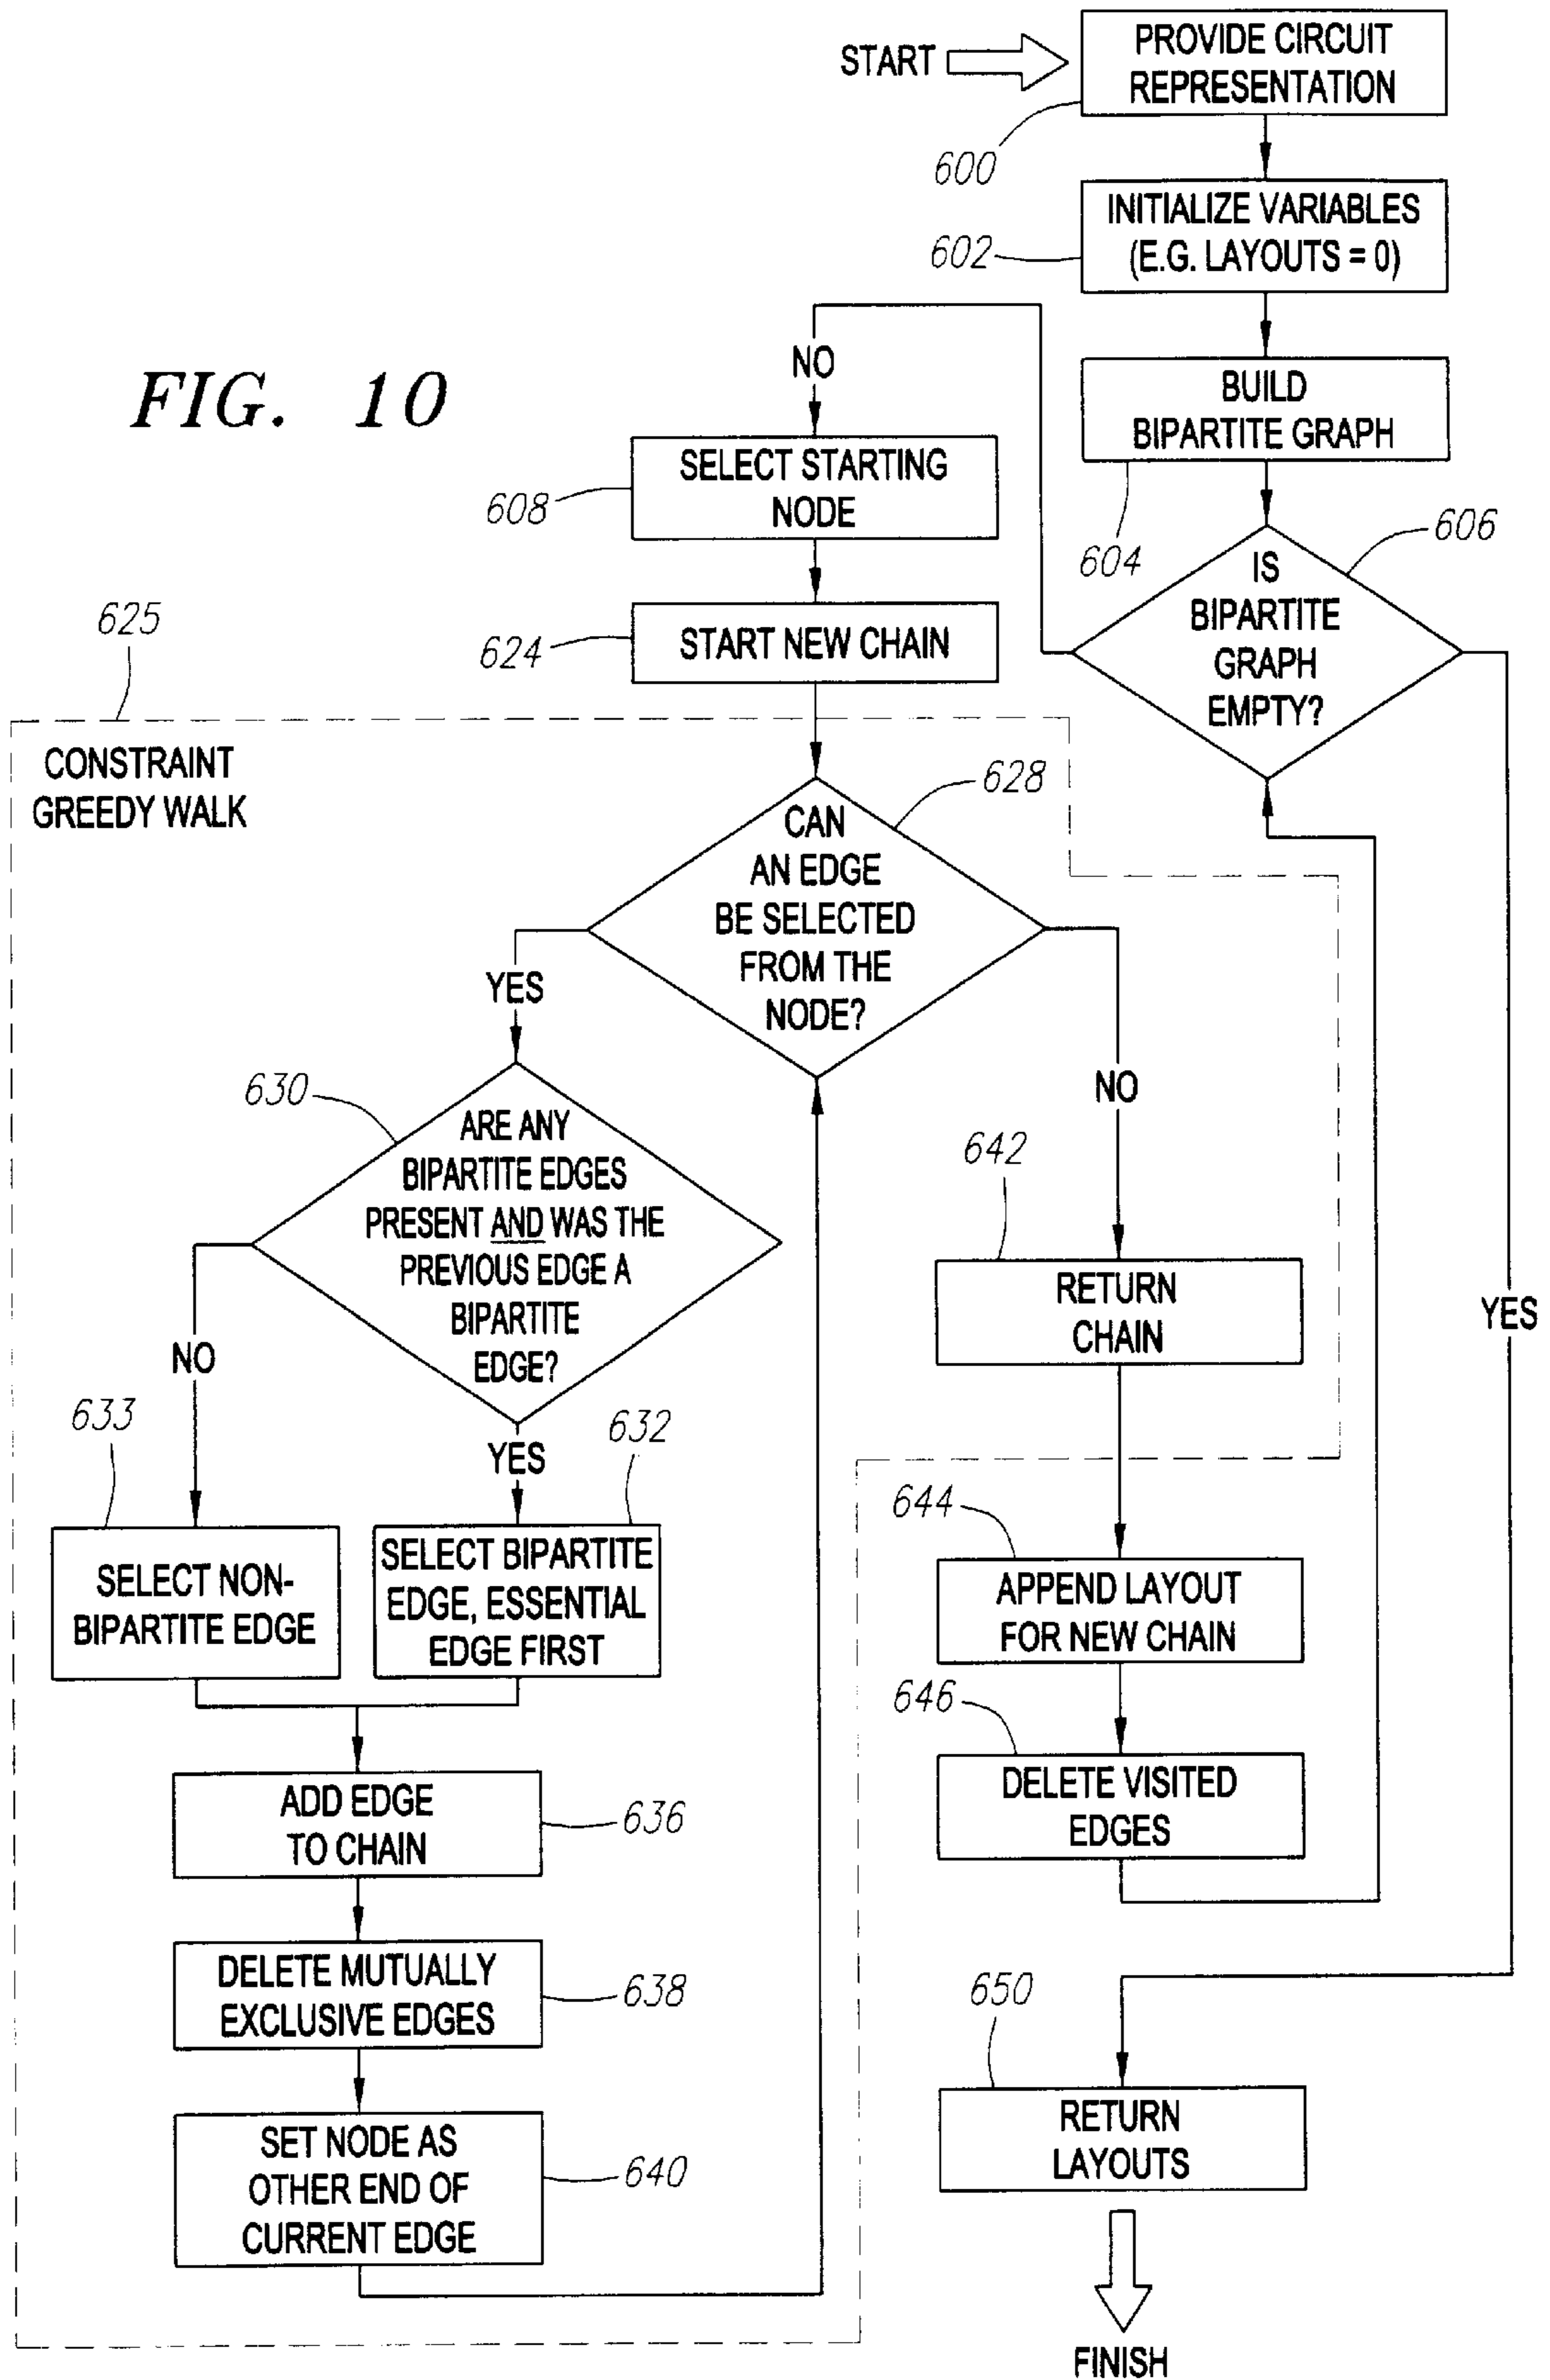 START
PROVIDE CIRCUIT
REPRESENTATION
600
INITIALIZE VARIABLES
(E.G. LAYOUTS = 0)
602
FIG. 10
NO
BUILD
BIPARTITE GRAPH
604
SELECT STARTING
NODE
608
606
IS
BIPARTITE
GRAPH
EMPTY?
START NEW CHAIN
624
625
CONSTRAINT
GREEDY WALK
628
CAN
AN EDGE
BE SELECTED
FROM THE
NODE?
YES
NO
630
ARE ANY
BIPARTITE EDGES
PRESENT AND WAS THE
PREVIOUS EDGE A
BIPARTITE
EDGE?
642
RETURN
CHAIN
YES
NO
YES
633
632
SELECT NON-
BIPARTITE EDGE
SELECT BIPARTITE
EDGE, ESSENTIAL
EDGE FIRST
644
APPEND LAYOUT
FOR NEW CHAIN
646
DELETE VISITED
EDGES
ADD EDGE
TO CHAIN
636
DELETE MUTUALLY
EXCLUSIVE EDGES
638
650
SET NODE AS
OTHER END OF
CURRENT EDGE
640
RETURN
LAYOUTS
FINISH